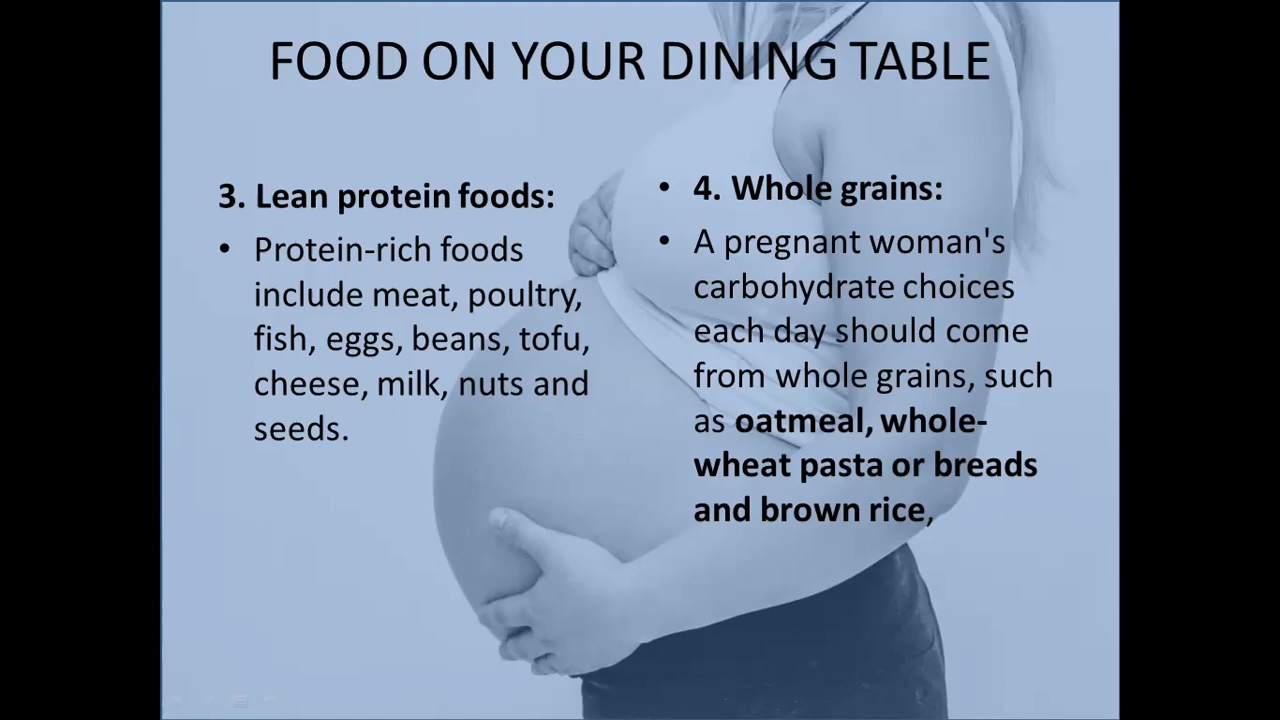 FOOD ON YOUR DINING TABLE
3. Lean protein foods:
• Protein-rich foods
include meat, poultry,
fish, eggs, beans, tofu,
cheese, milk, nuts and
seeds.
• 4. Whole grains:
• A pregnant woman's
carbohydrate choices
each day should come
from whole grains, such
as oatmeal, whole-
wheat pasta or breads
and brown rice,